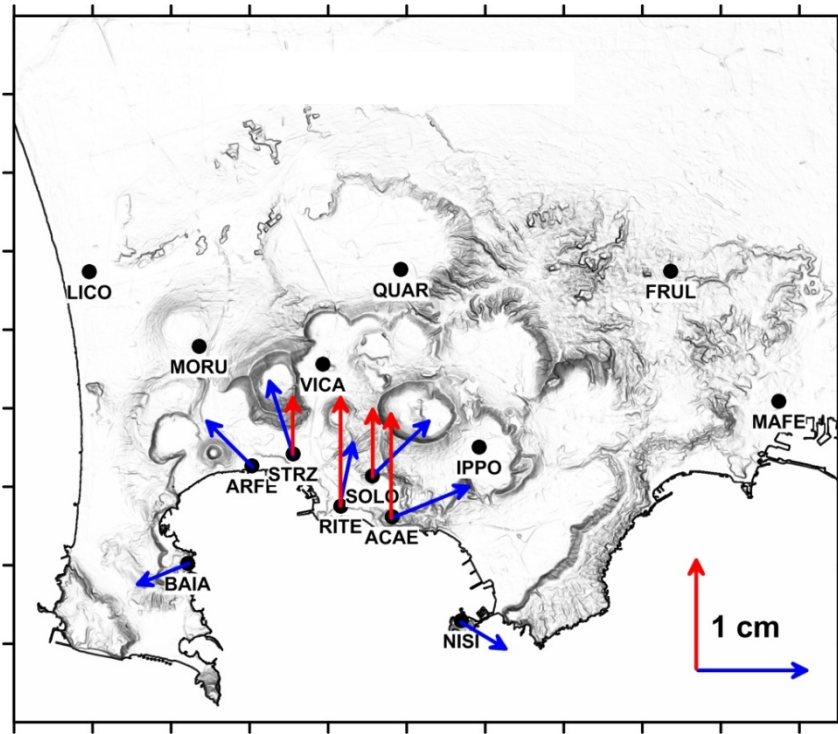 LICO
QUAR
FRUL
MORU
VICA
MAFE
IPPO
STRZ
ARFE
SOLO
RITE
ACAE
BAIA
1 cm
NISI